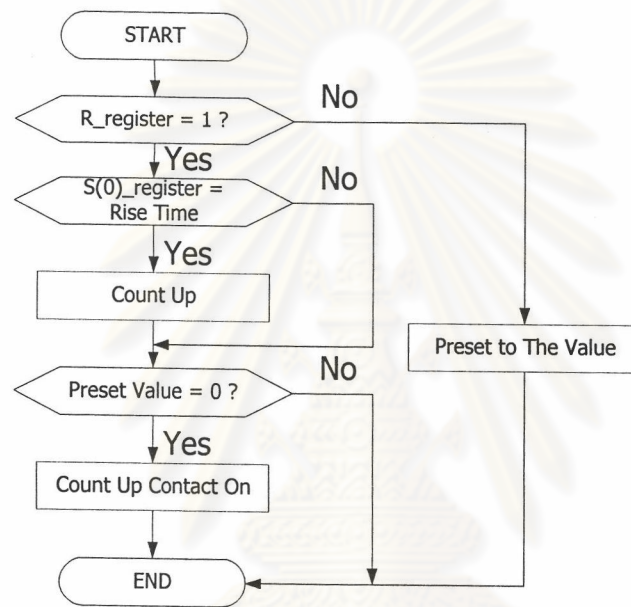 START
R_register = 1 ?
No
Yes
S(0)_register =
Rise Time
No
Yes
Count Up
Preset to The Value
Preset Value = 0 ?
No
Yes
Count Up Contact On
END